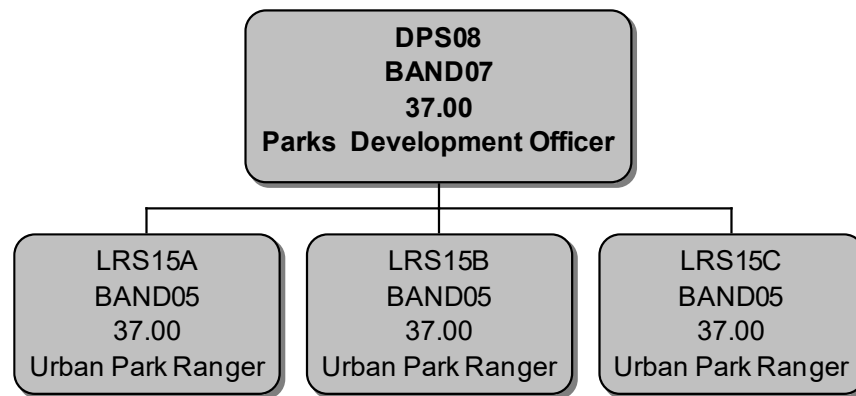 DPS08
BAND07
37.00
Parks Development Officer
LRS15A
BAND05
37.00
Urban Park Ranger
LRS15B
BAND05
37.00
Urban Park Ranger
LRS15C
BAND05
37.00
Urban Park Ranger